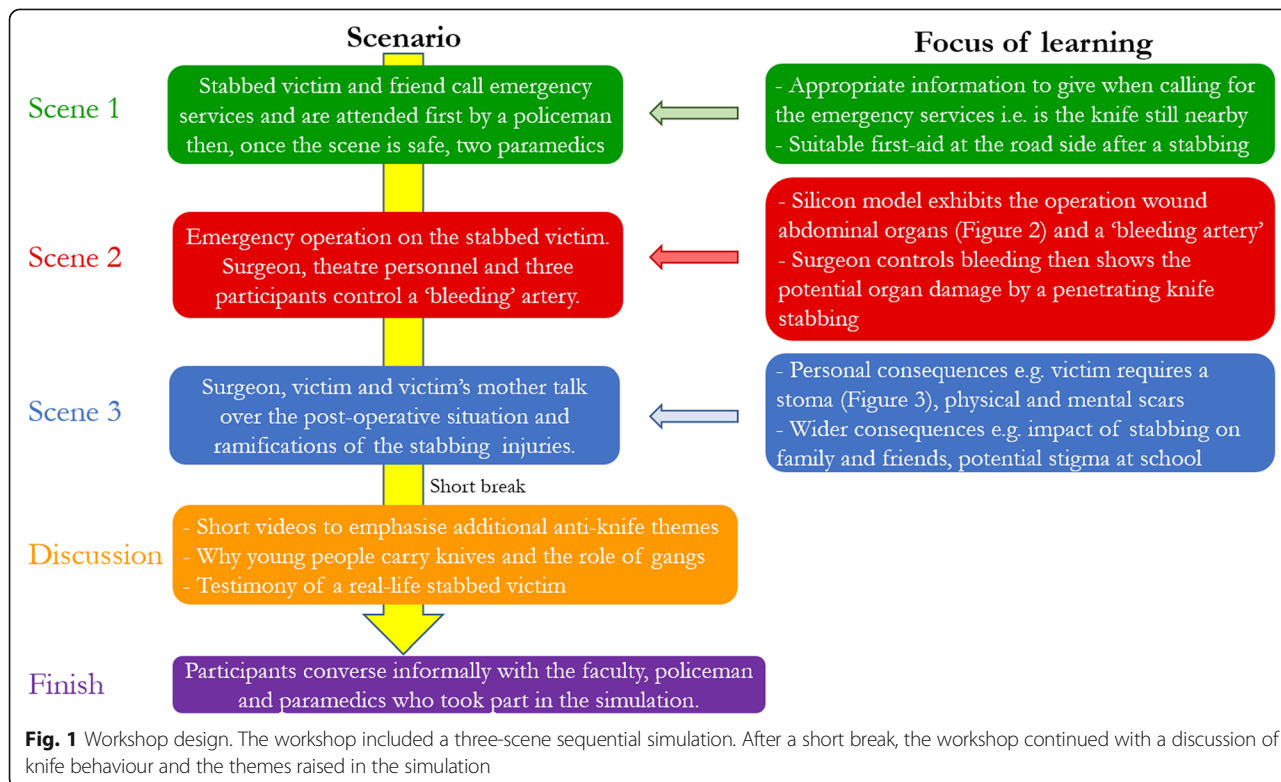 Scenario
Focus of learning
Scene 1
Stabbed victim and friend call emergency
services and are attended first by a policeman
then, once the scene is safe, two paramedics
- Appropriate information to give when calling for
the emergency services i.e. is the knife still nearby
- Suitable first-aid at the road side after a stabbing
Scene 2
Emergency operation on the stabbed victim.
Surgeon, theatre personnel and three
participants control a ‘bleeding’ artery.
- Silicon model exhibits the operation wound
abdominal organs (Figure 2) and a ‘bleeding artery’
- Surgeon controls bleeding then shows the
potential organ damage by a penetrating knife
stabbing
Scene 3
Surgeon, victim and victim’s mother talk
over the post-operative situation and
ramifications of the stabbing injuries.
- Personal consequences e.g. victim requires a
stoma (Figure 3), physical and mental scars
- Wider consequences e.g. impact of stabbing on
family and friends, potential stigma at school
Short break
Discussion
- Short videos to emphasise additional anti-knife themes
- Why young people carry knives and the role of gangs
- Testimony of a real-life stabbed victim
Finish
Participants converse informally with the faculty, policeman
and paramedics who took part in the simulation.
Fig. 1 Workshop design. The workshop included a three-scene sequential simulation. After a short break, the workshop continued with a discussion of
knife behaviour and the themes raised in the simulation